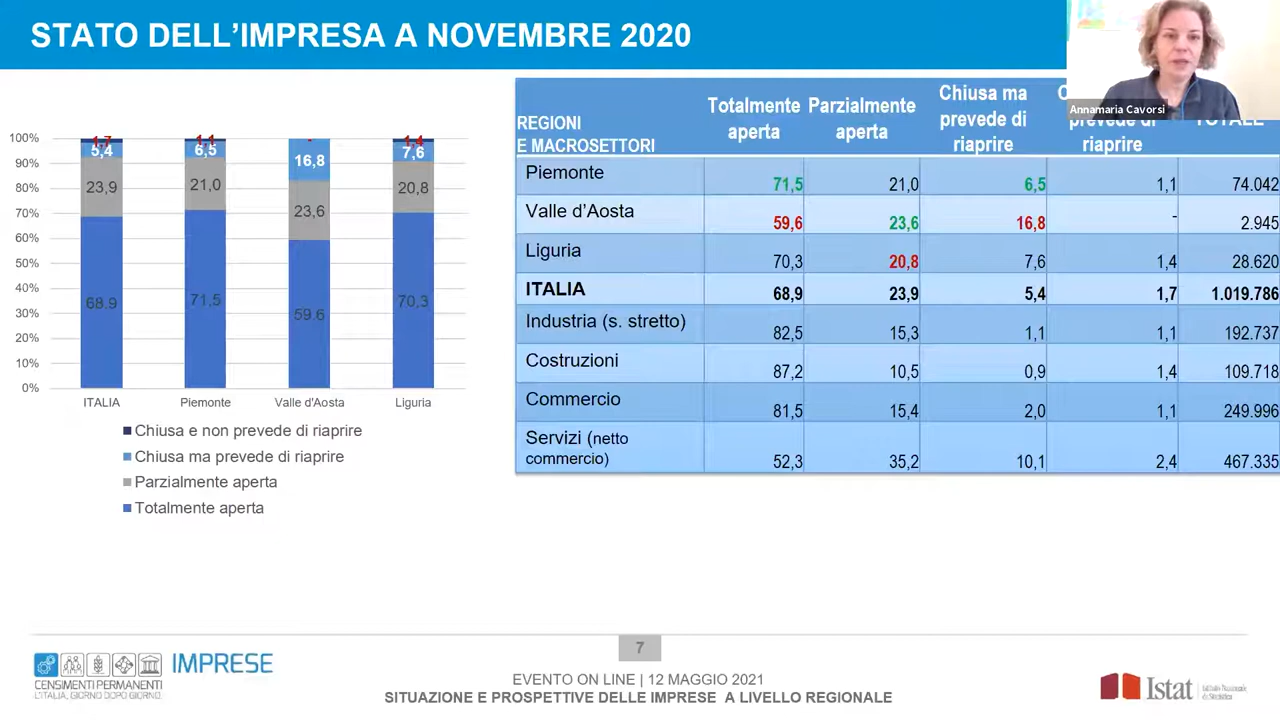 STATO DELL'IMPRESA A NOVEMBRE 2020
Annamaria Cavorsi
100%
90%
80%
70%
60%
50%
40%
30%
20%
10%
0%
1,7 1,1 - 1,4
5,4 6,5 16,8 7,6
23,9 21,0 23,6 20,8
68,9 71,5 59,6 70,3
ITALIA Piemonte Valle d'Aosta Liguria
Chiusa e non prevede di riaprire
Chiusa ma prevede di riaprire
Parzialmente aperta
Totalmente aperta
REGIONI
E MACROSETTORI
Totalmente
aperta
Parzialmente
aperta
Chiusa ma
prevede di
riaprire
prevede di
riaprire
TOTALE
Piemonte 71,5 21,0 6,5 1,1 74.042
Valle d'Aosta 59,6 23,6 16,8 - 2.945
Liguria 70,3 20,8 7,6 1,4 28.620
ITALIA 68,9 23,9 5,4 1,7 1.019.786
Industria (s. stretto) 82,5 15,3 1,1 1,1 192.737
Costruzioni 87,2 10,5 0,9 1,4 109.718
Commercio 81,5 15,4 2,0 1,1 249.996
Servizi (netto
commercio) 52,3 35,2 10,1 2,4 467.335
7
IMPRESE
CENSIMENTI PERMANENTI
L'ITALIA, GIORNO DOPO GIORNO.
EVENTO ON LINE | 12 MAGGIO 2021
SITUAZIONE E PROSPETTIVE DELLE IMPRESE A LIVELLO REGIONALE
Istat